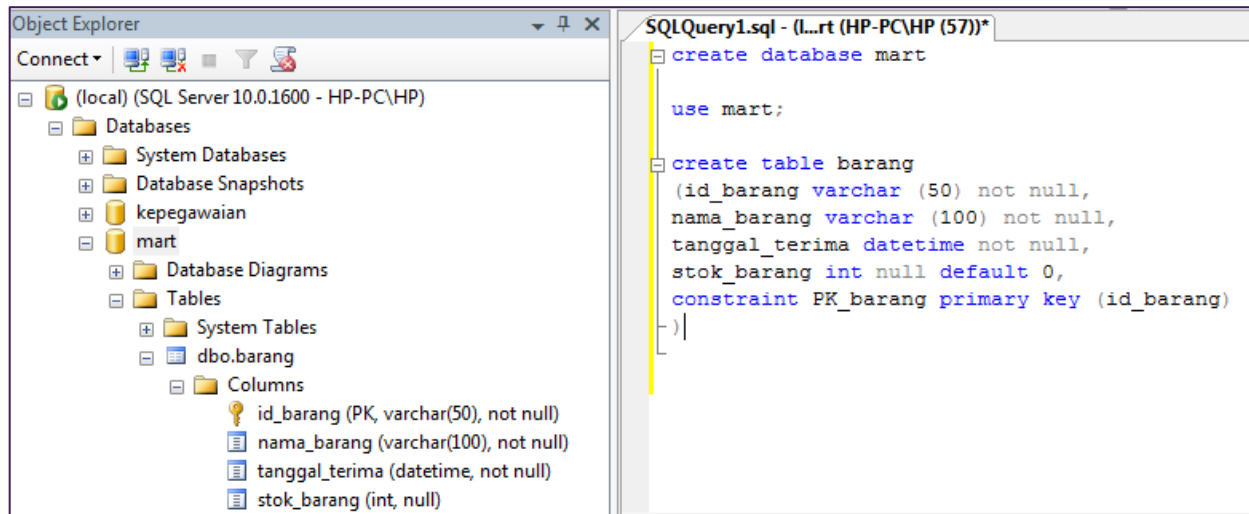 Object Explorer
Connect
(local) (SQL Server 10.0.1600 - HP-PC\HP)
Databases
System Databases
Database Snapshots
kepegawaian
mart
Database Diagrams
Tables
System Tables
dbo.barang
Columns
id_barang (PK, varchar(50), not null)
nama_barang (varchar(100), not null)
tanggal_terima (datetime, not null)
stok_barang (int, null)
SQLQuery1.sql - (l...rt (HP-PC\HP (57))*
create database mart
use mart;
create table barang
(id_barang varchar (50) not null,
nama_barang varchar (100) not null,
tanggal_terima datetime not null,
stok_barang int null default 0,
constraint PK_barang primary key (id_barang)
)